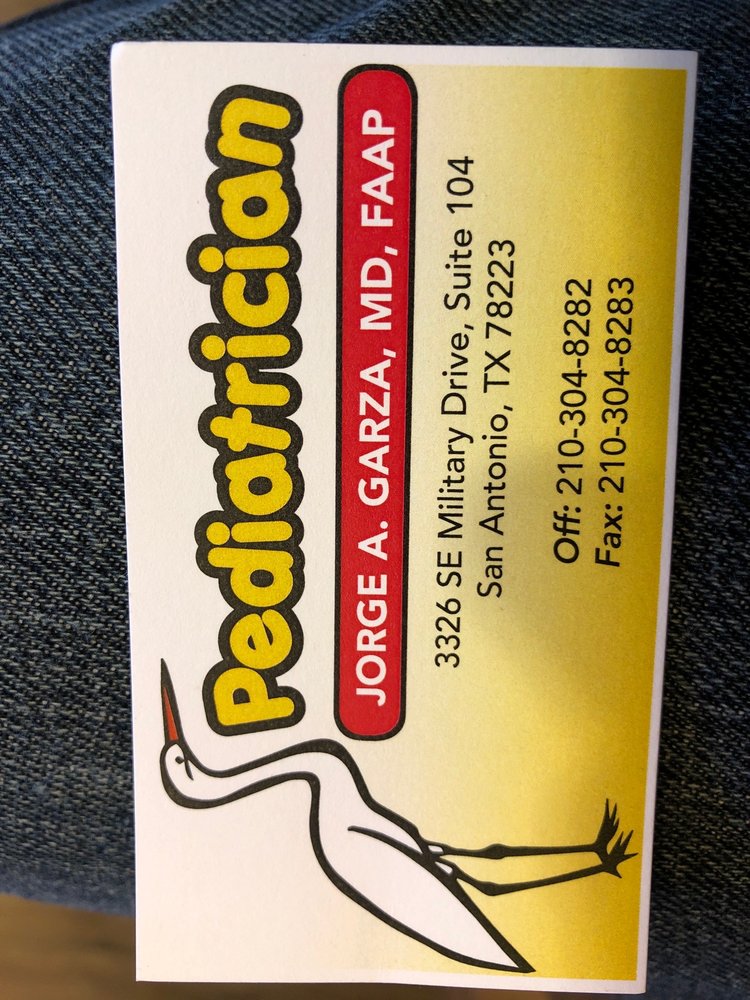 Pediatrician
JORGE A. GARZA, MD, FAAP
3326 SE Military Drive, Suite 104
San Antonio, TX 78223
Off: 210-304-8282
Fax: 210-304-8283